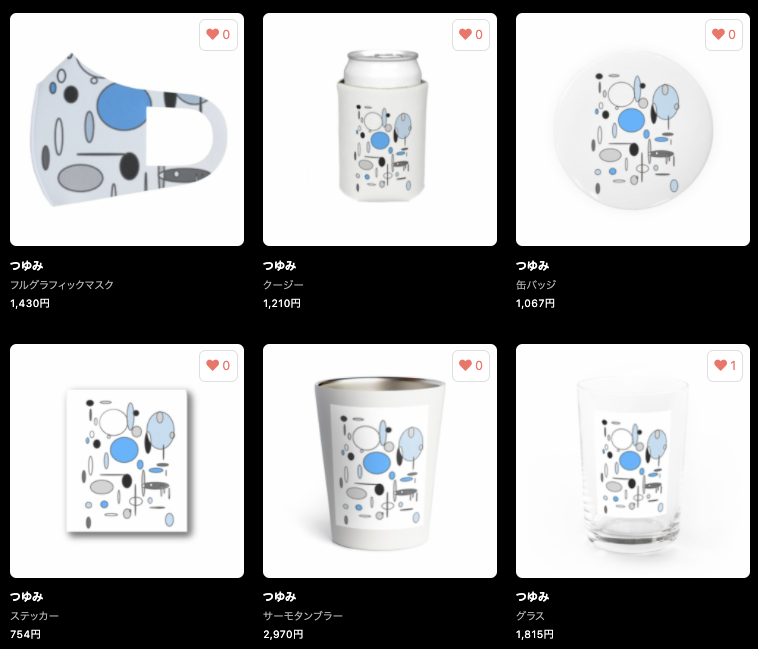 0
0
0
つゆみ
つゆみ
つゆみ
フルグラフィックマスク
クージー
缶バッジ
1,430円
1,210円
1,067円
0
0
1
つゆみ
つゆみ
つゆみ
ステッカー
サーモタンブラー
グラス
754円
2,970円
1,815円